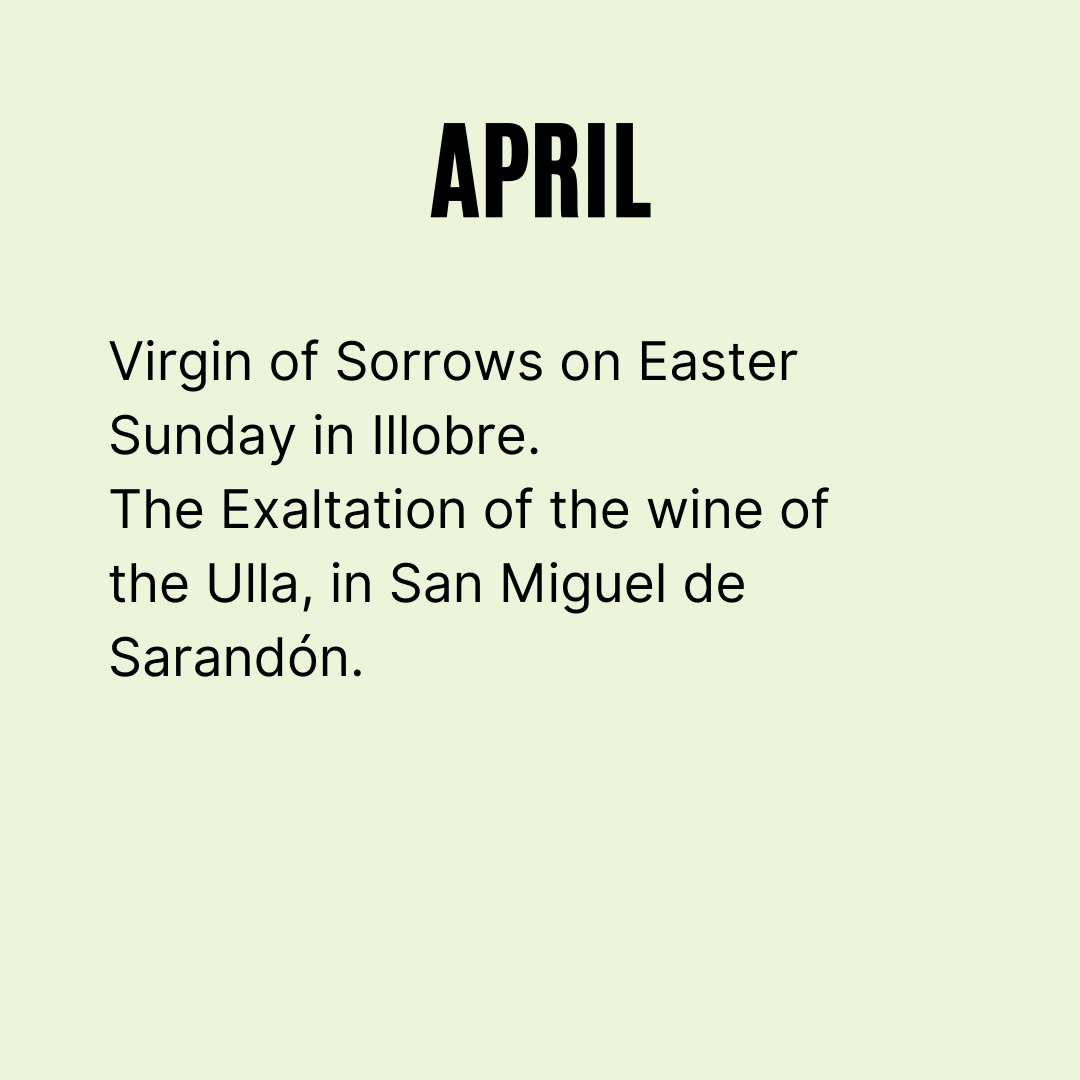 APRIL
Virgin of Sorrows on Easter
Sunday in Illobre.
The Exaltation of the wine of
the Ulla, in San Miguel de
Sarandón.